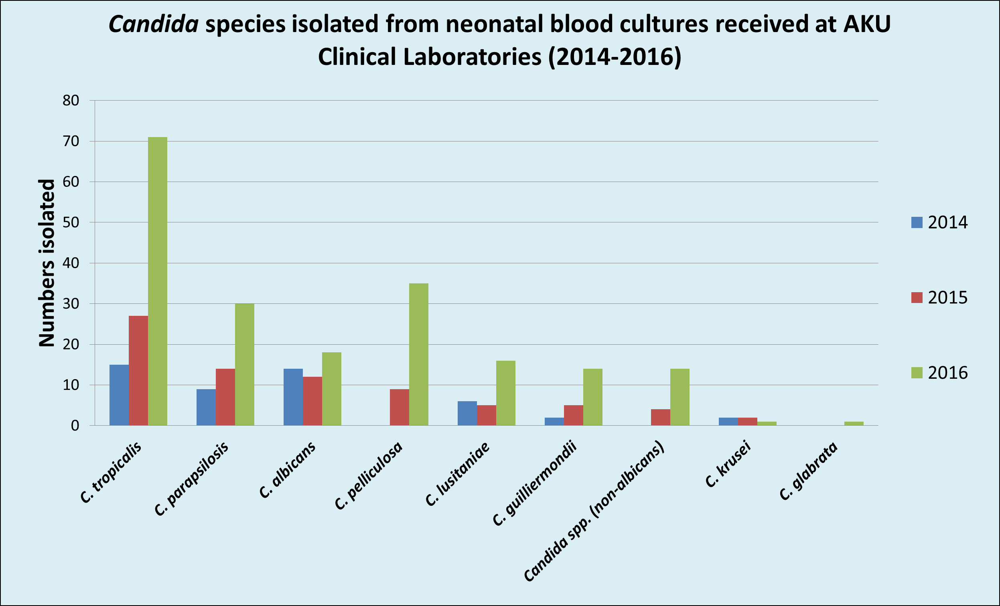 Candida species isolated from neonatal blood cultures received at AKU
Clinical Laboratories (2014-2016)
Numbers isolated
80
70
60
50
40
30
20
10
0
C. tropicalis
C. parapsilosis
C. albicans
C. pelliculosa
C. lusitaniae
C. guilliermondii
Candida spp. (non-albicans)
C. krusei
C. glabrata
2014
2015
2016